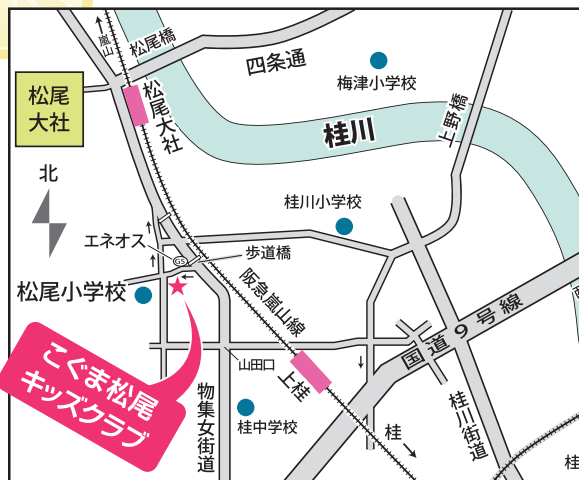 嵐山
松尾橋
四条通
梅津小学校
松尾
大社
松尾大社
桂川
上野橋
北
桂川小学校
エネオス
GS
歩道橋
阪急嵐山線
松尾小学校
国道9号線
こぐま松尾
キッズクラブ
山田口
上桂
物集女街道
桂中学校
桂
桂川街道
桂